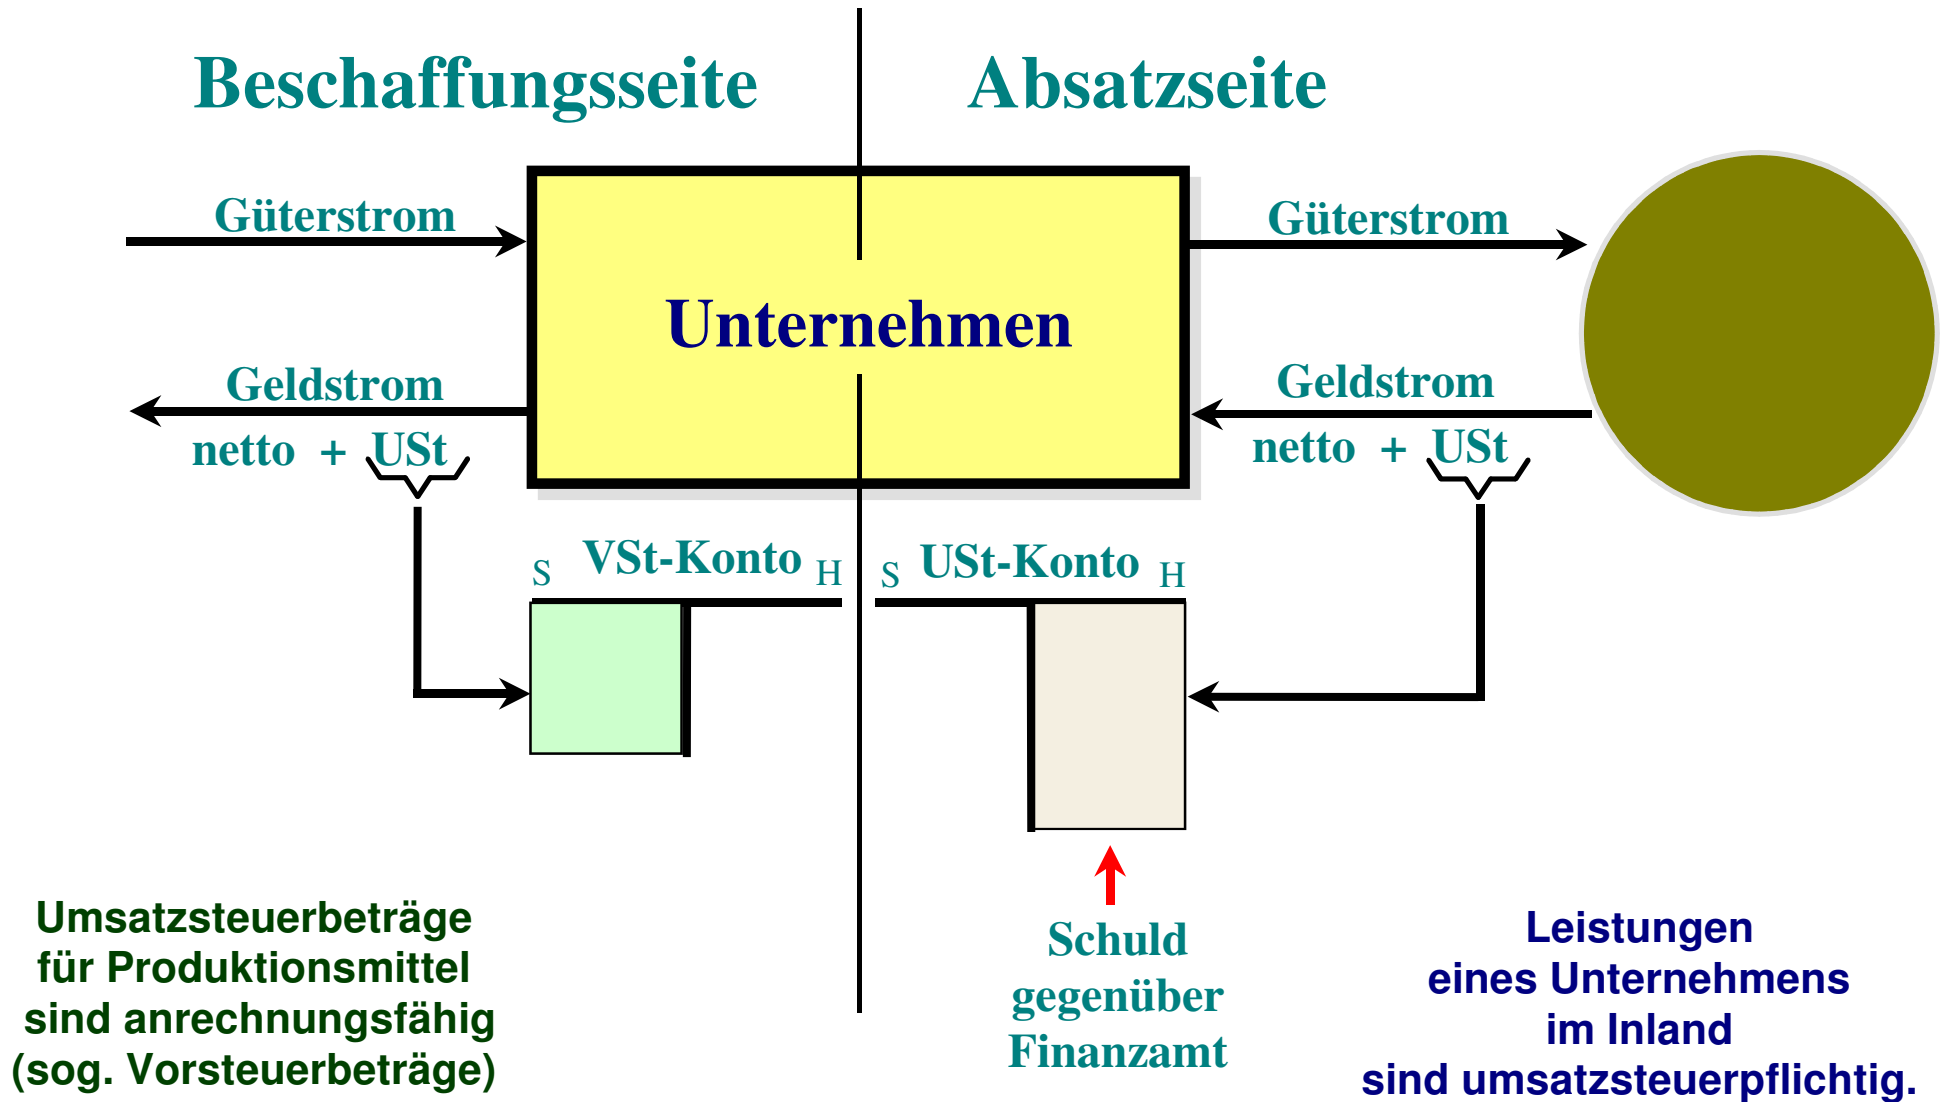 Beschaffungsseite
Absatzseite
Güterstrom
Güterstrom
Unternehmen
Geldstrom
netto + USt
Geldstrom
netto + USt
S VSt-Konto H
S USt-Konto H
Schuld
gegenüber
Finanzamt
Umsatzsteuerbeträge
für Produktionsmittel
sind anrechnungsfähig
(sog. Vorsteuerbeträge)
Leistungen
eines Unternehmens
im Inland
sind umsatzsteuerpflichtig.